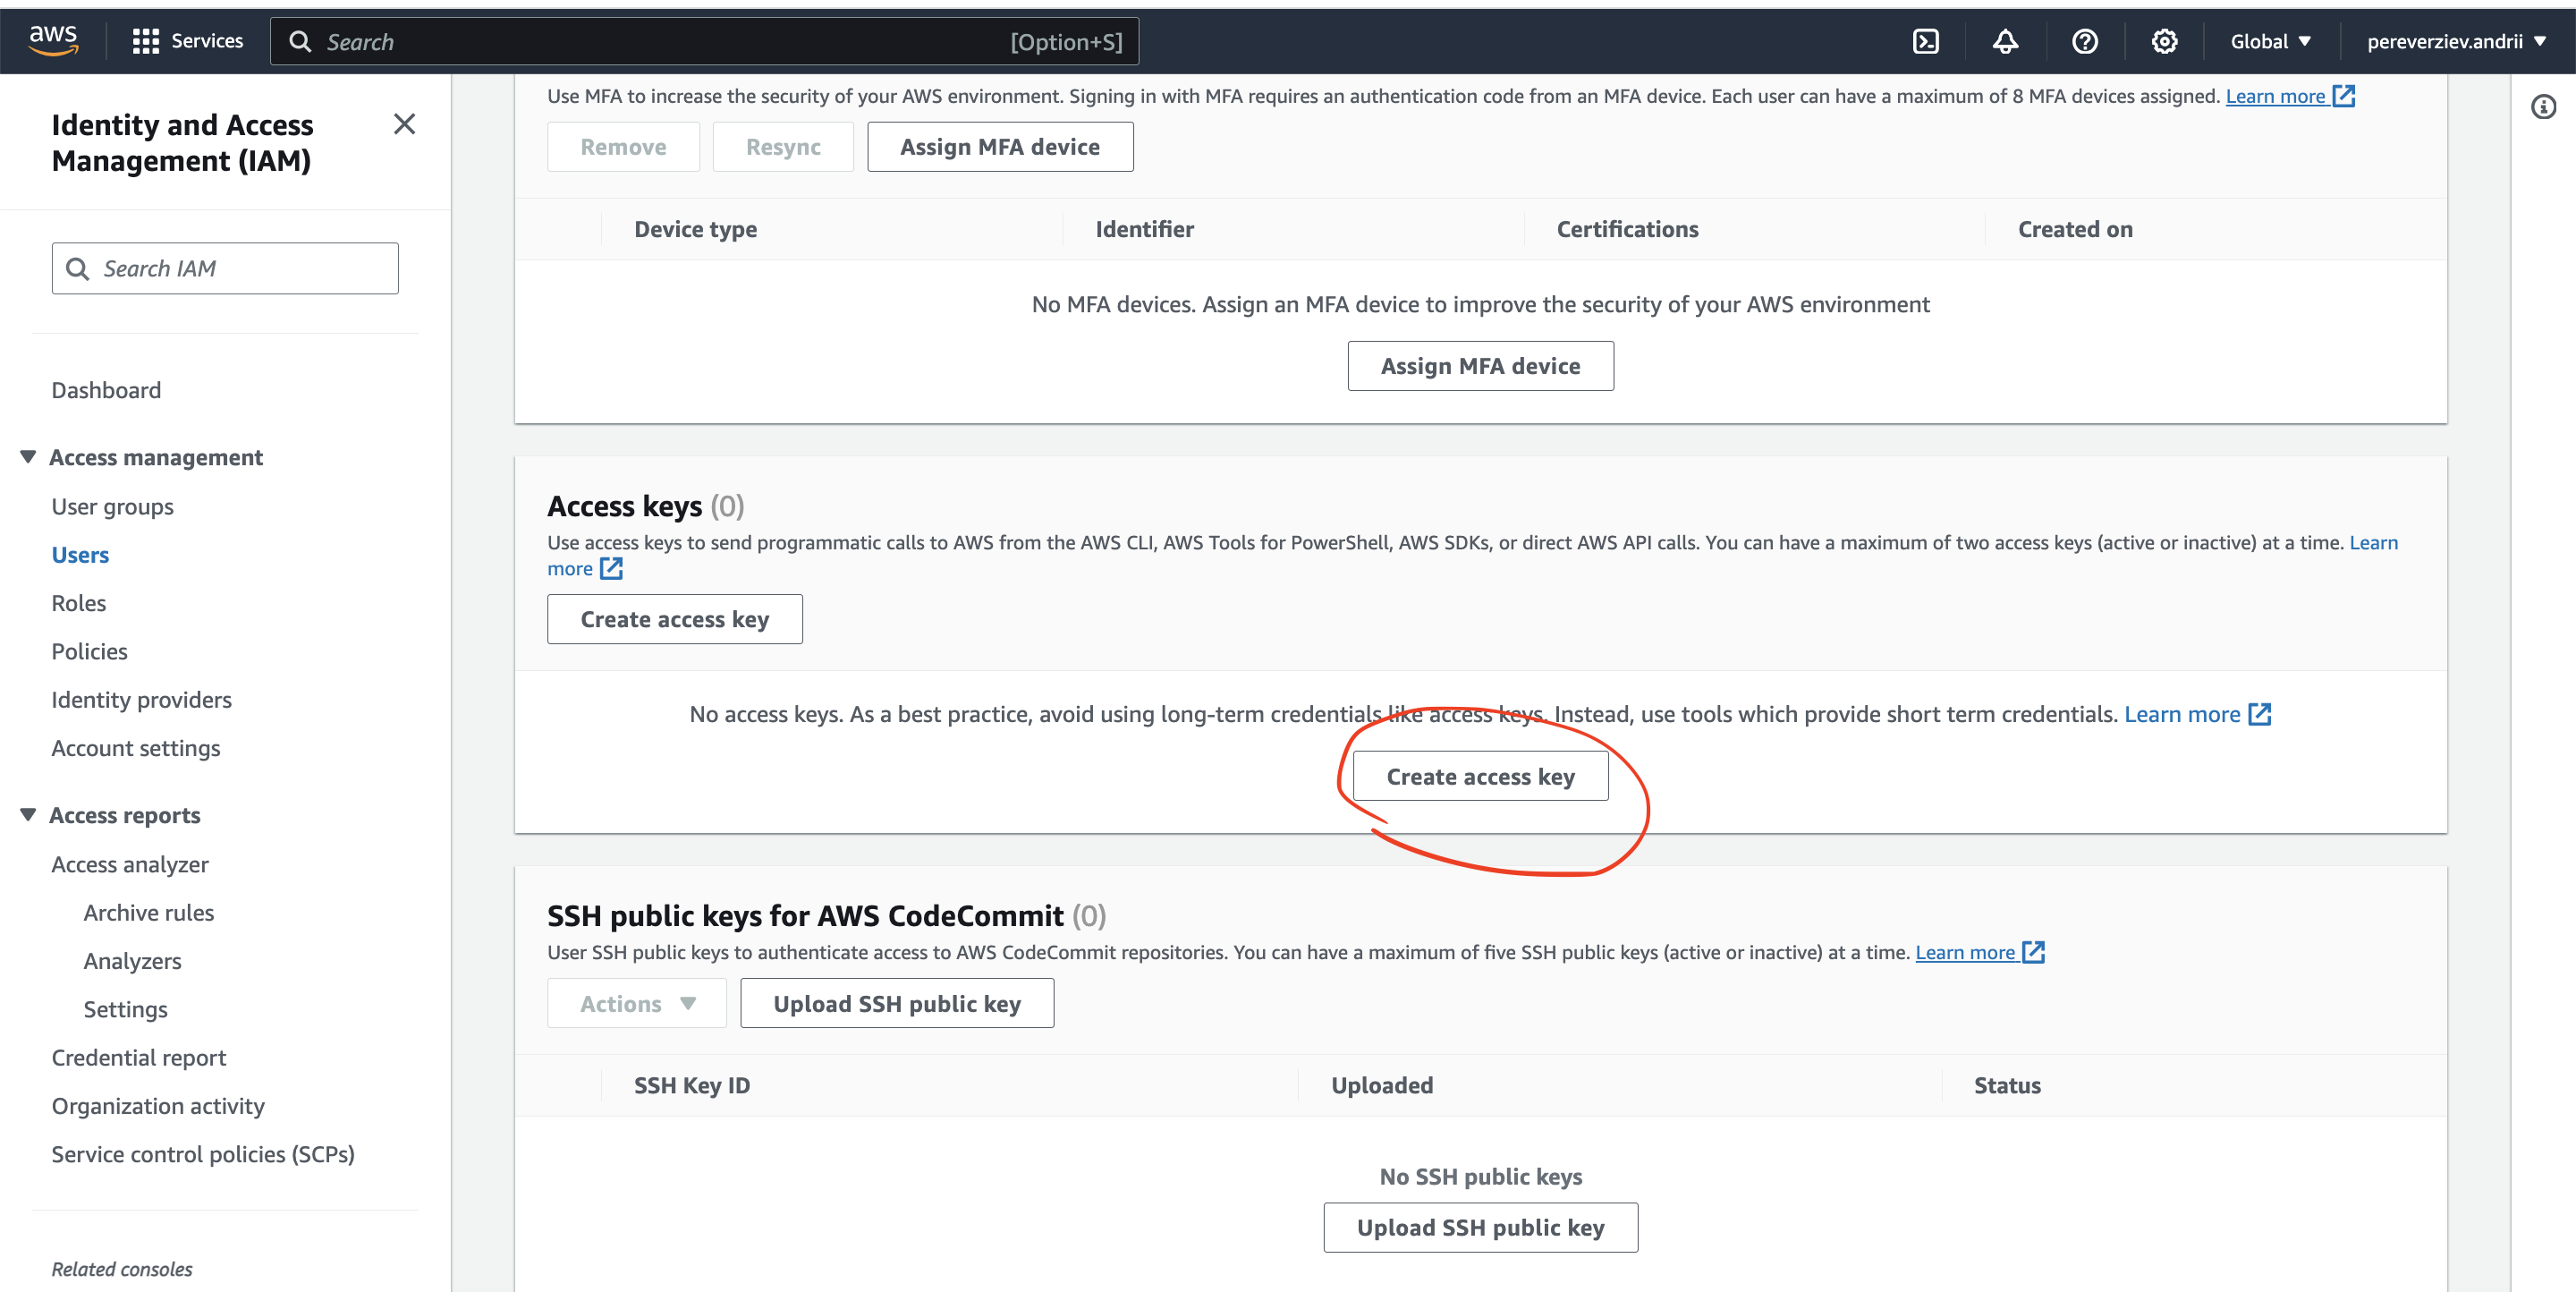 aws
Services
Search
[Option+S]
Global
pereverziev.andrii
Identity and Access
Management (IAM)
Search IAM
Dashboard
Access management
User groups
Users
Roles
Policies
Identity providers
Account settings
Access reports
Access analyzer
Archive rules
Analyzers
Settings
Credential report
Organization activity
Service control policies (SCPs)
Related consoles
Use MFA to increase the security of your AWS environment. Signing in with MFA requires an authentication code from an MFA device. Each user can have a maximum of 8 MFA devices assigned. Learn more
Remove
Resync
Assign MFA device
Device type
Identifier
Certifications
Created on
No MFA devices. Assign an MFA device to improve the security of your AWS environment
Assign MFA device
Access keys (0)
Use access keys to send programmatic calls to AWS from the AWS CLI, AWS Tools for PowerShell, AWS SDKs, or direct AWS API calls. You can have a maximum of two access keys (active or inactive) at a time. Learn
more
Create access key
No access keys. As a best practice, avoid using long-term credentials like access keys. Instead, use tools which provide short term credentials. Learn more
Create access key
SSH public keys for AWS CodeCommit (0)
User SSH public keys to authenticate access to AWS CodeCommit repositories. You can have a maximum of five SSH public keys (active or inactive) at a time. Learn more
Actions
Upload SSH public key
SSH Key ID
Uploaded
Status
No SSH public keys
Upload SSH public key